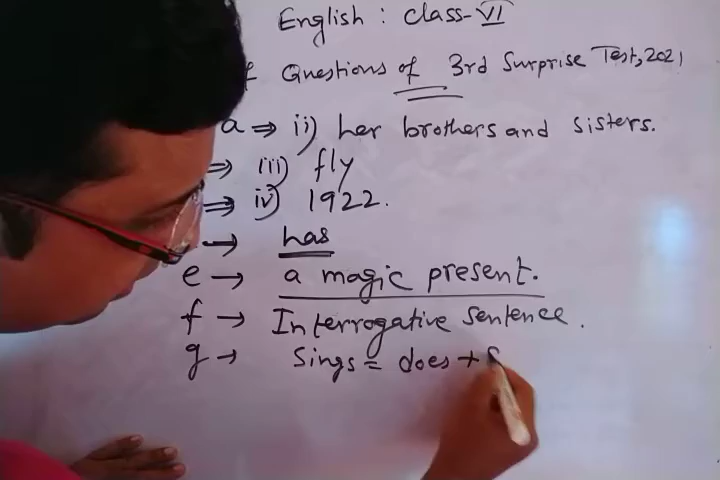 English : Class-VI
Questions of 3rd Surprise Test, 2021
a ⇒ ii) her brothers and sisters.
⇒ iii) fly
⇒ iv) 1922.
→ has
e → a magic present.
f → Interrogative sentence.
g → Sings = does + S